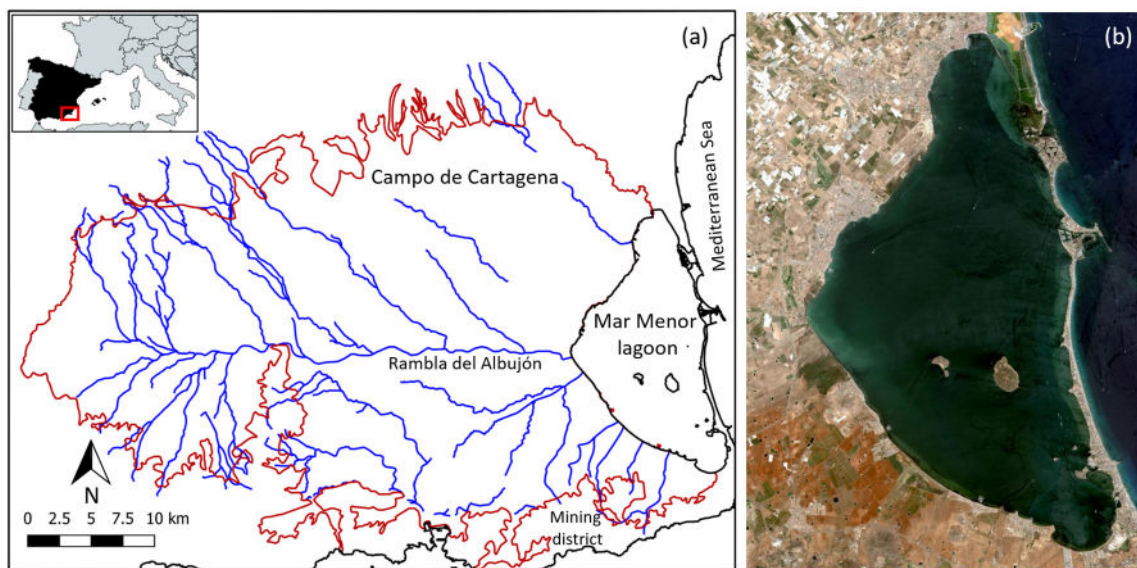 (a)
(b)
Campo de Cartagena
Mediterranean Sea
Mar Menor
lagoon
Rambla del Albujón
N
0 2.5 5 7.5 10 km
Mining
district